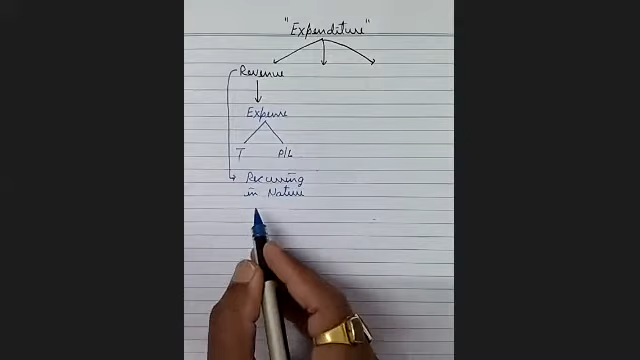 "Expenditure"
Revenue
Expense
T P/L
Recurring
in Nature